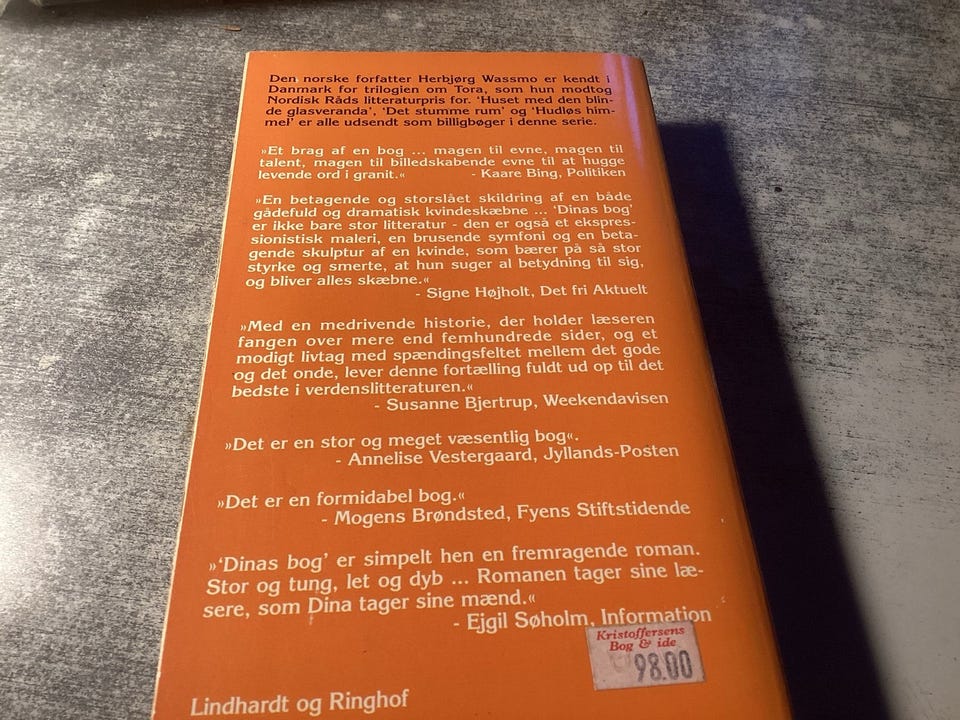 Den norske forfatter Herbjørg Wassmo er kendt i
Danmark for trilogien om Tora, som hun modtog
Nordisk Råds litteraturpris for. ‘Huset med den blin-
de glasveranda’, ‘Det stumme rum’ og ‘Hudløs him-
mel’ er alle udsendt som billigbøger i denne serie.
»Et brag af en bog ... magen til evne, magen til
talent, magen til billedskabende evne til at hugge
levende ord i granit.«
- Kaare Bing, Politiken
»En betagende og storslået skildring af en både
gådefuld og dramatisk kvindeskæbne ... ‘Dinas bog’
er ikke bare stor litteratur - den er også et ekspres-
sionistisk maleri, en brusende symfoni og en beta-
gende skulptur af en kvinde, som bærer på så stor
styrke og smerte, at hun suger al betydning til sig,
og bliver alles skæbne.«
- Signe Højholt, Det fri Aktuelt
»Med en medrivende historie, der holder læseren
fangen over mere end femhundrede sider, og et
modigt livtag med spændingsfeltet mellem det gode
og det onde, lever denne fortælling fuldt ud op til det
bedste i verdenslitteraturen.«
- Susanne Bjertrup, Weekendavisen
»Det er en stor og meget væsentlig bog«.
- Annelise Vestergaard, Jyllands-Posten
»Det er en formidabel bog.«
- Mogens Brøndsted, Fyens Stiftstidende
»‘Dinas bog’ er simpelt hen en fremragende roman.
Stor og tung, let og dyb ... Romanen tager sine læ-
sere, som Dina tager sine mænd.«
- Ejgil Søholm, Information
Kristoffersens
Bog & ide
98.00
Lindhardt og Ringhof